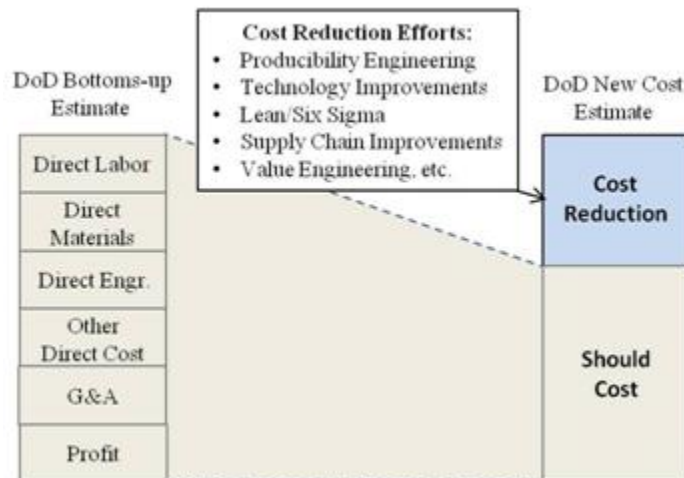 Cost Reduction Efforts:
• Producibility Engineering
• Technology Improvements
• Lean/Six Sigma
• Supply Chain Improvements
• Value Engineering, etc.
DoD Bottoms-up
Estimate
Direct Labor
Direct
Materials
Direct Engr.
Other
Direct Cost
G&A
Profit
DoD New Cost
Estimate
Cost
Reduction
Should
Cost